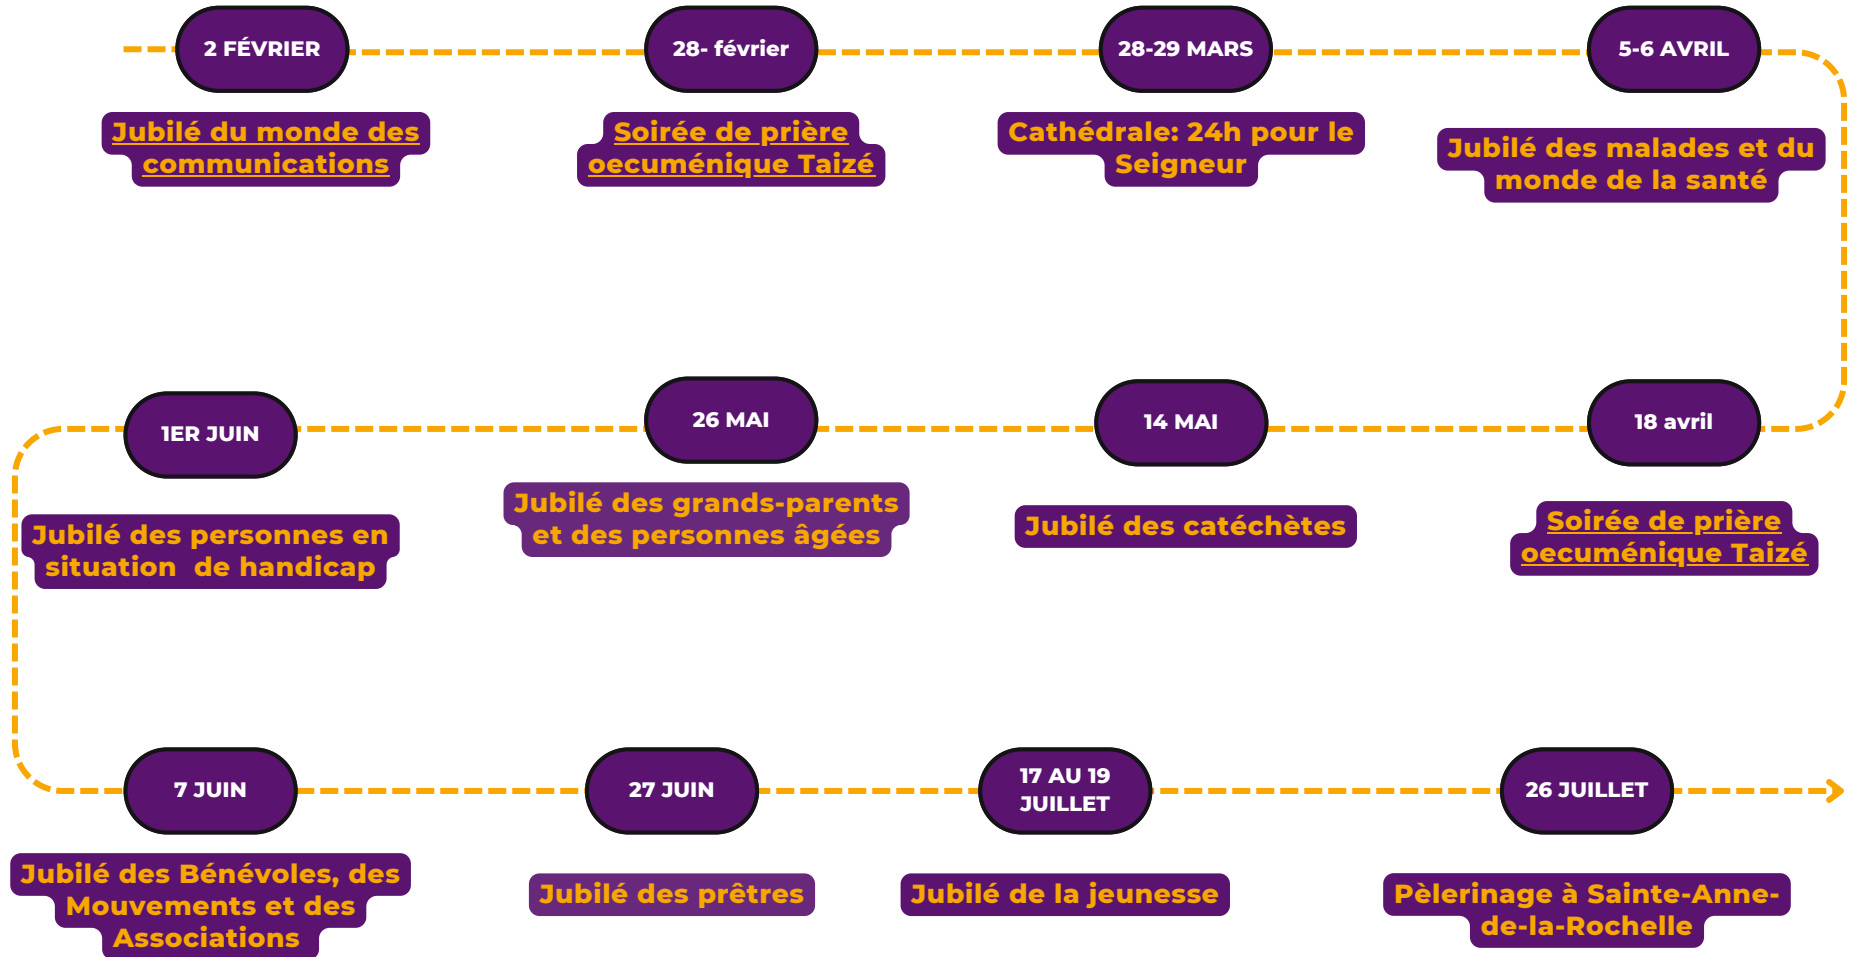 2 FÉVRIER
Jubilé du monde des
communications
28- février
Soirée de prière
oecuménique Taizé
28-29 MARS
Cathédrale: 24h pour le
Seigneur
5-6 AVRIL
Jubilé des malades et du
monde de la santé
18 avril
Soirée de prière
oecuménique Taizé
14 MAI
Jubilé des catéchètes
26 MAI
Jubilé des grands-parents
et des personnes âgées
1ER JUIN
Jubilé des personnes en
situation  de handicap
7 JUIN
Jubilé des Bénévoles, des
Mouvements et des
Associations
27 JUIN
Jubilé des prêtres
17 AU 19
JUILLET
Jubilé de la jeunesse
26 JUILLET
Pèlerinage à Sainte-Anne-
de-la-Rochelle